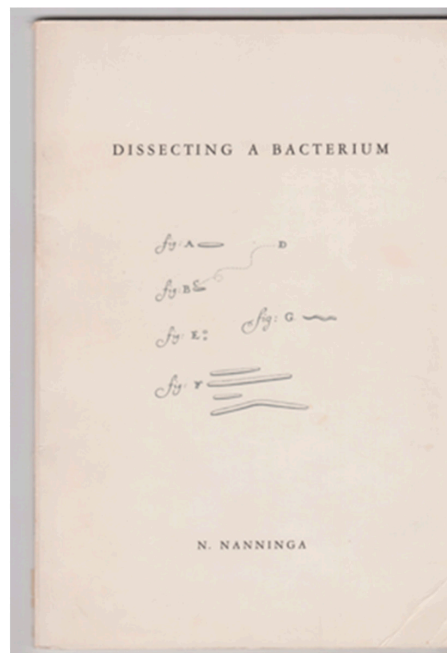 DISSECTING A BACTERIUM
fig: A D
fig: B
fig: E
fig: G.
fig: F
N. NANNINGA